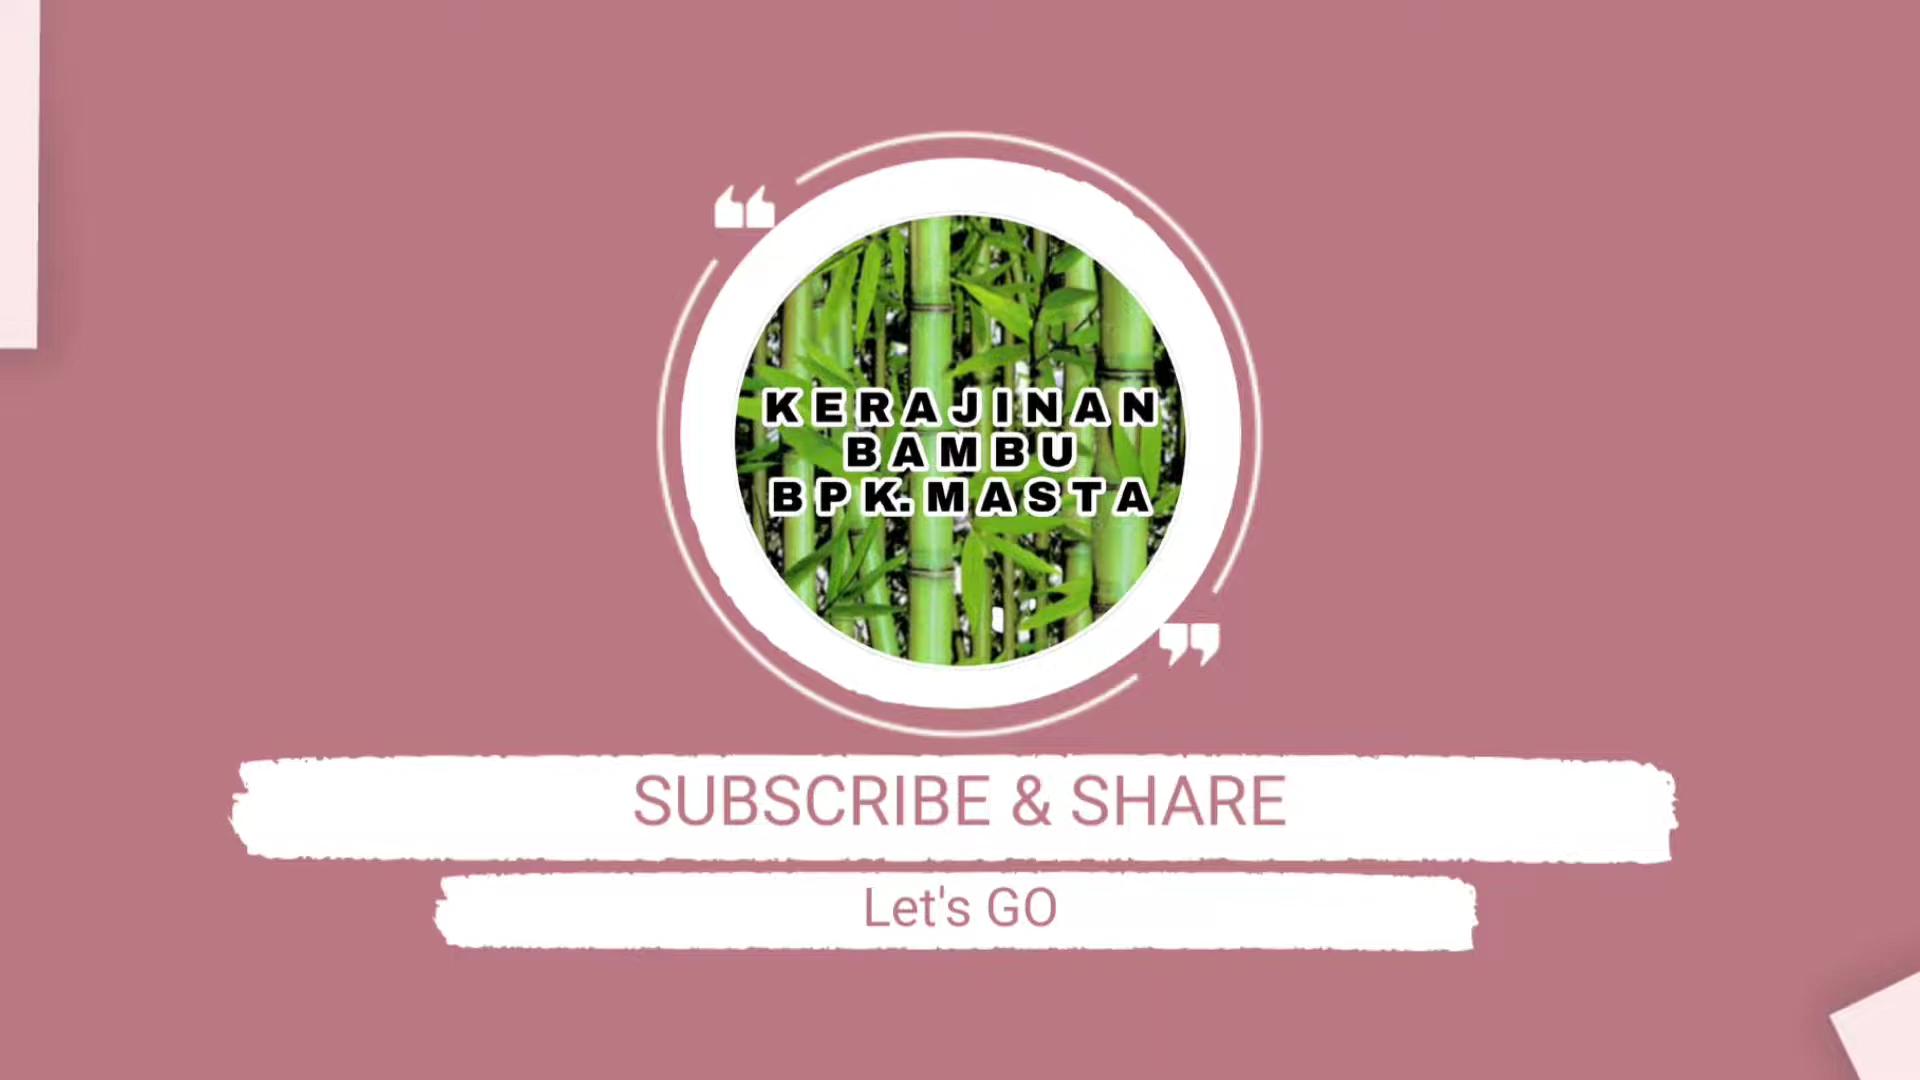 KERAJINAN
BAMBU
BPK.MASTA
SUBSCRIBE & SHARE
Let's GO